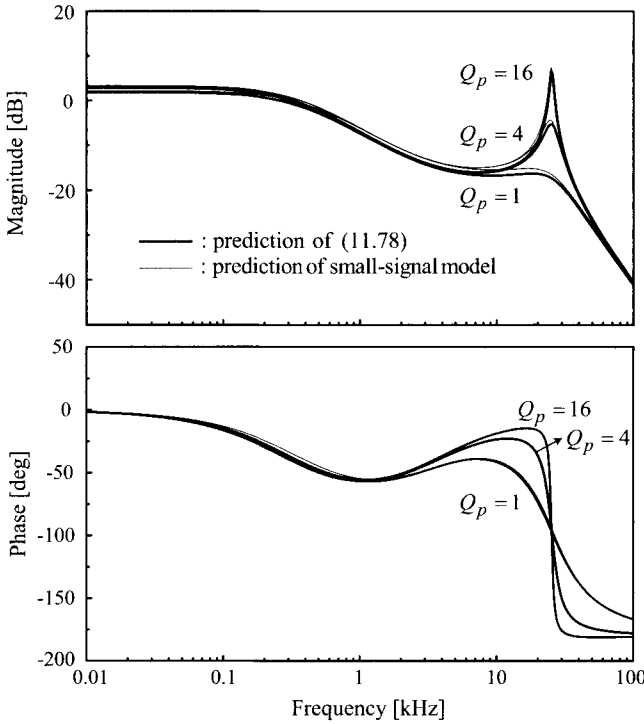 20
0
-20
-40
Magnitude [dB]
Q_p = 16
Q_p = 4
Q_p = 1
: prediction of (11.78)
: prediction of small-signal model
50
0
-50
-100
-150
-200
Phase [deg]
Q_p = 16
Q_p = 4
Q_p = 1
0.01 0.1 1 10 100
Frequency [kHz]